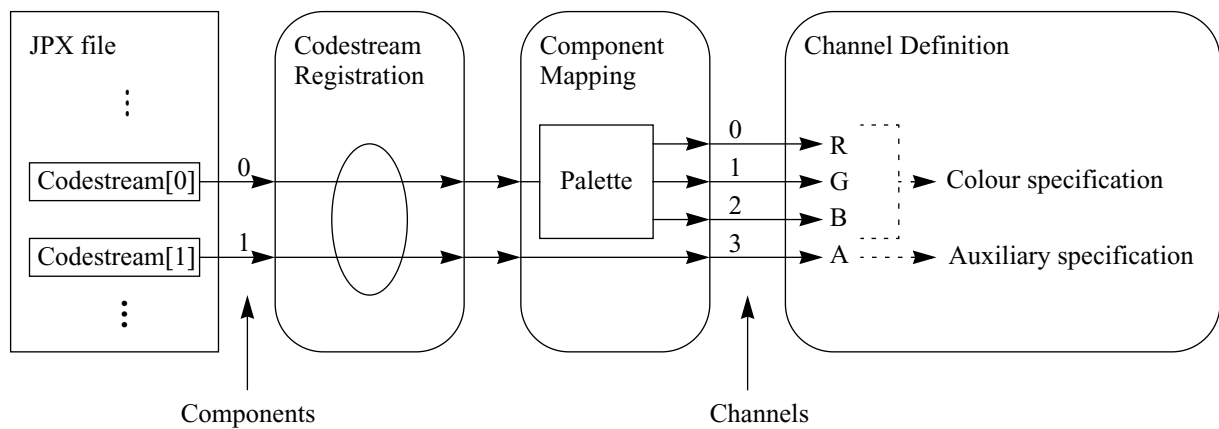 JPX file
Codestream[0]
Codestream[1]
0
1
Components
Codestream
Registration
Component
Mapping
Palette
0
1
2
3
Channels
Channel Definition
R
G
B
A
Colour specification
Auxiliary specification